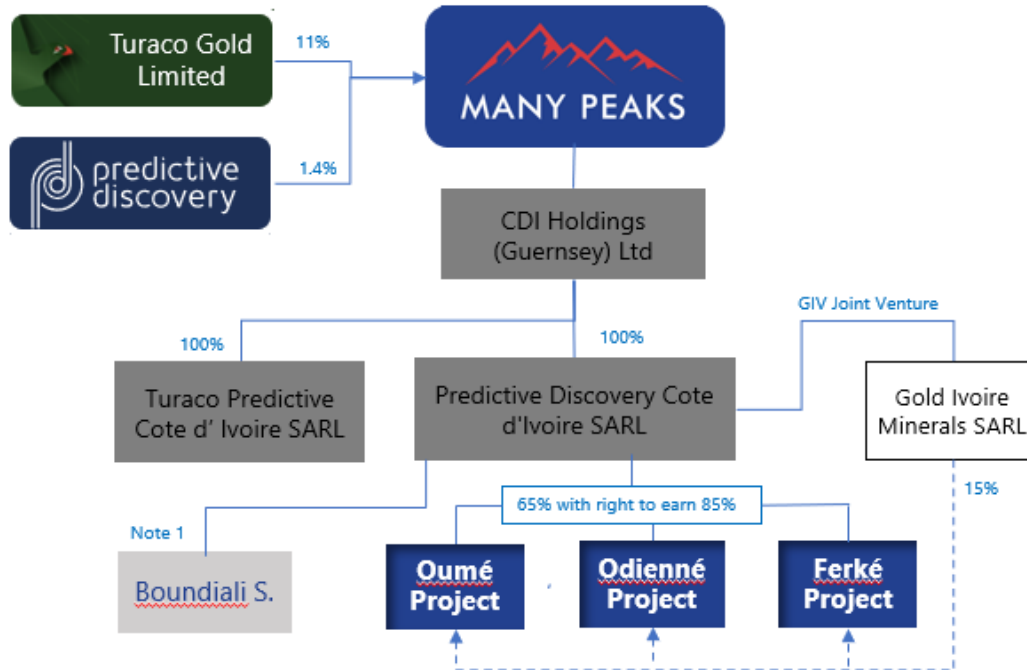 Turaco Gold
Limited
11%
MANY PEAKS
predictive
discovery
1.4%
CDI Holdings
(Guernsey) Ltd
GIV Joint Venture
100%
100%
Turaco Predictive
Cote d' Ivoire SARL
Predictive Discovery Cote
d'Ivoire SARL
Gold Ivoire
Minerals SARL
15%
65% with right to earn 85%
Note 1
Boundiali S.
Oumé
Project
Odienné
Project
Ferké
Project